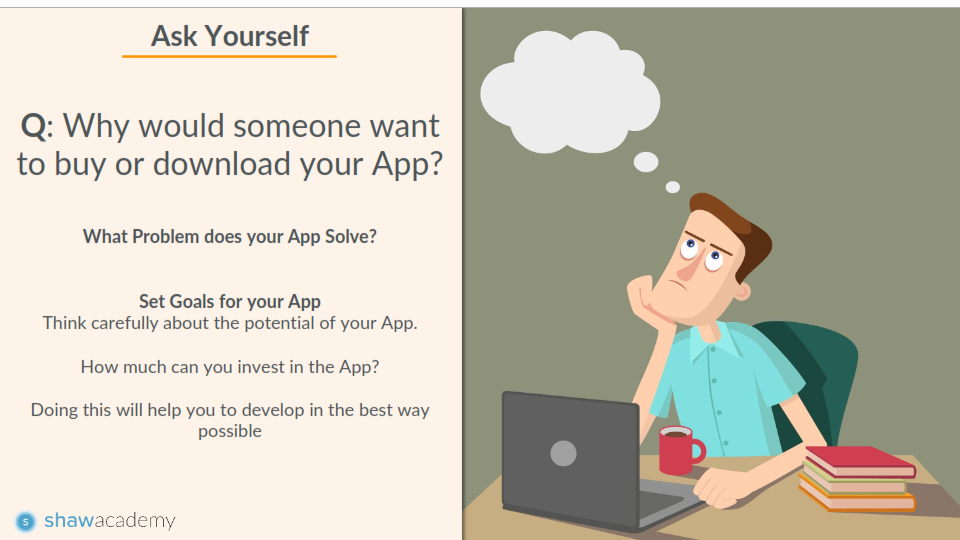 Ask Yourself
Q: Why would someone want
to buy or download your App?
What Problem does your App Solve?
Set Goals for your App
Think carefully about the potential of your App.
How much can you invest in the App?
Doing this will help you to develop in the best way
possible
s shawacademy